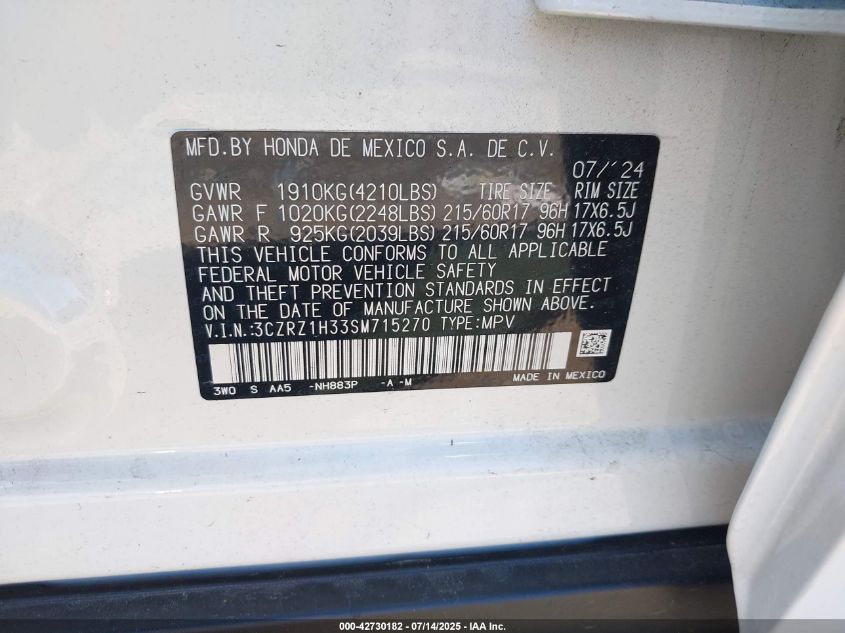 MFD.BY HONDA DE MEXICO S.A. DE C.V.
07/'24
GVWR 1910KG(4210LBS) TIRE SIZE RIM SIZE
GAWR F 1020KG(2248LBS) 215/60R17 96H 17X6.5J
GAWR R 925KG(2039LBS) 215/60R17 96H 17X6.5J
THIS VEHICLE CONFORMS TO ALL APPLICABLE
FEDERAL MOTOR VEHICLE SAFETY
AND THEFT PREVENTION STANDARDS IN EFFECT
ON THE DATE OF MANUFACTURE SHOWN ABOVE.
V.I.N.:3CZRZ1H33SM715270 TYPE:MPV
3W0 S AA5 -NH883P -A -M MADE IN MEXICO
000-42730182 - 07/14/2025 - IAA Inc.